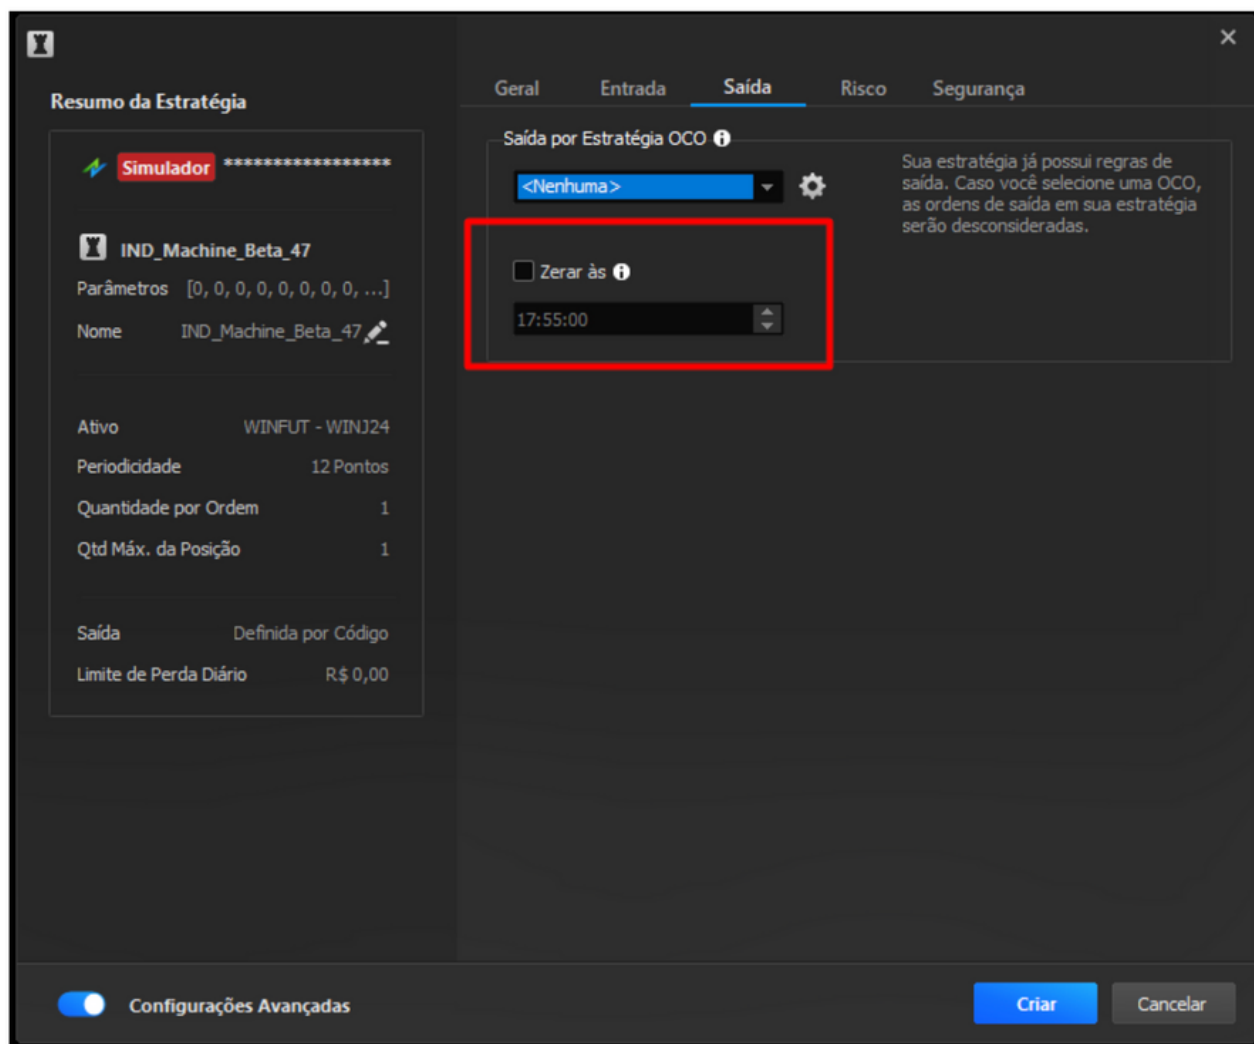 Resumo da Estratégia
Simulador *****************
IND_Machine_Beta_47
Parâmetros [0, 0, 0, 0, 0, 0, 0, 0, ...]
Nome IND_Machine_Beta_47
Ativo WINFUT - WINJ24
Periodicidade 12 Pontos
Quantidade por Ordem 1
Qtd Máx. da Posição 1
Saída Definida por Código
Limite de Perda Diário R$ 0,00
Geral Entrada Saída Risco Segurança
Saída por Estratégia OCO
<Nenhuma>
Sua estratégia já possui regras de
saída. Caso você selecione uma OCO,
as ordens de saída em sua estratégia
serão desconsideradas.
Zerar às
17:55:00
Configurações Avançadas
Criar Cancelar